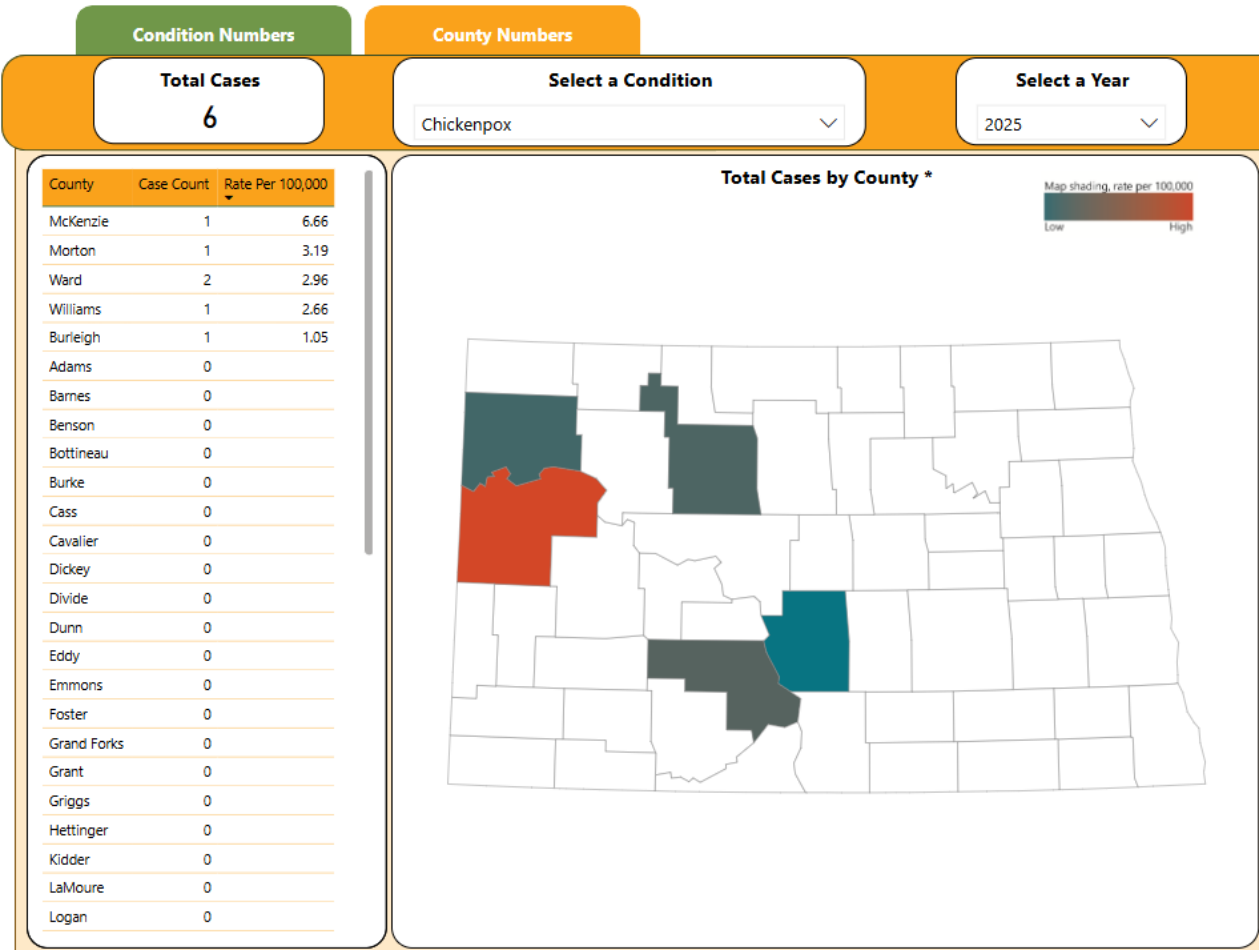 Condition Numbers
County Numbers
Total Cases
6
Select a Condition
Chickenpox
Select a Year
2025
County Case Count Rate Per 100,000
McKenzie 1 6.66
Morton 1 3.19
Ward 2 2.96
Williams 1 2.66
Burleigh 1 1.05
Adams 0
Barnes 0
Benson 0
Bottineau 0
Burke 0
Cass 0
Cavalier 0
Dickey 0
Divide 0
Dunn 0
Eddy 0
Emmons 0
Foster 0
Grand Forks 0
Grant 0
Griggs 0
Hettinger 0
Kidder 0
LaMoure 0
Logan 0
Total Cases by County *
Map shading, rate per 100,000
Low High